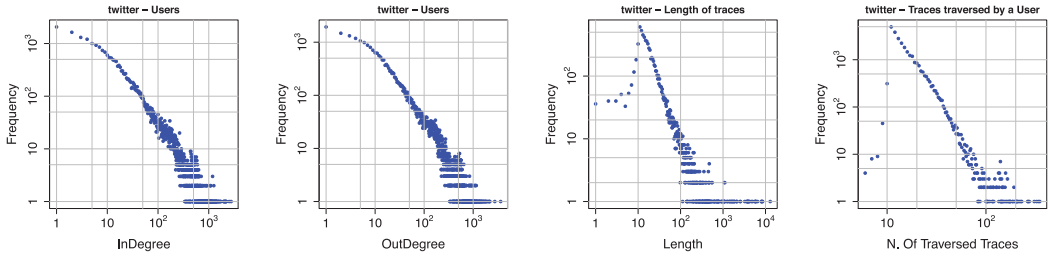 twitter – Users
Frequency
10³
10²
10
1
1 10 10² 10³
InDegree
twitter – Users
Frequency
10³
10²
10
1
1 10 10² 10³
OutDegree
twitter – Length of traces
Frequency
10²
10
1
1 10 10² 10³ 10⁴
Length
twitter – Traces traversed by a User
Frequency
10³
10²
10
1
10 10²
N. Of Traversed Traces